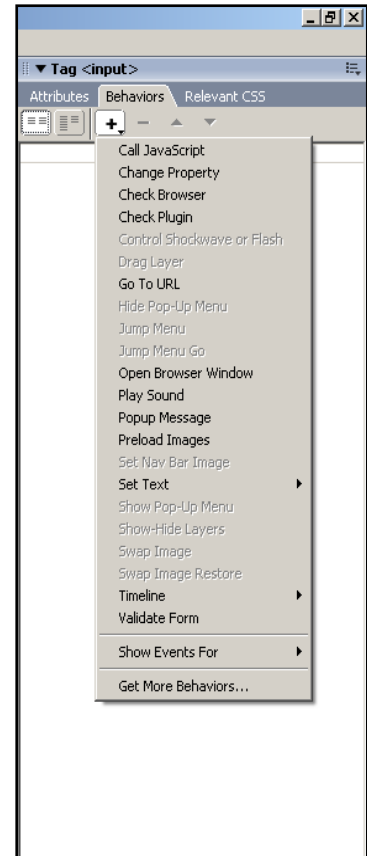 Tag <input>
Attributes Behaviors Relevant CSS
Call JavaScript
Change Property
Check Browser
Check Plugin
Control Shockwave or Flash
Drag Layer
Go To URL
Hide Pop-Up Menu
Jump Menu
Jump Menu Go
Open Browser Window
Play Sound
Popup Message
Preload Images
Set Nav Bar Image
Set Text
Show Pop-Up Menu
Show-Hide Layers
Swap Image
Swap Image Restore
Timeline
Validate Form
Show Events For
Get More Behaviors...